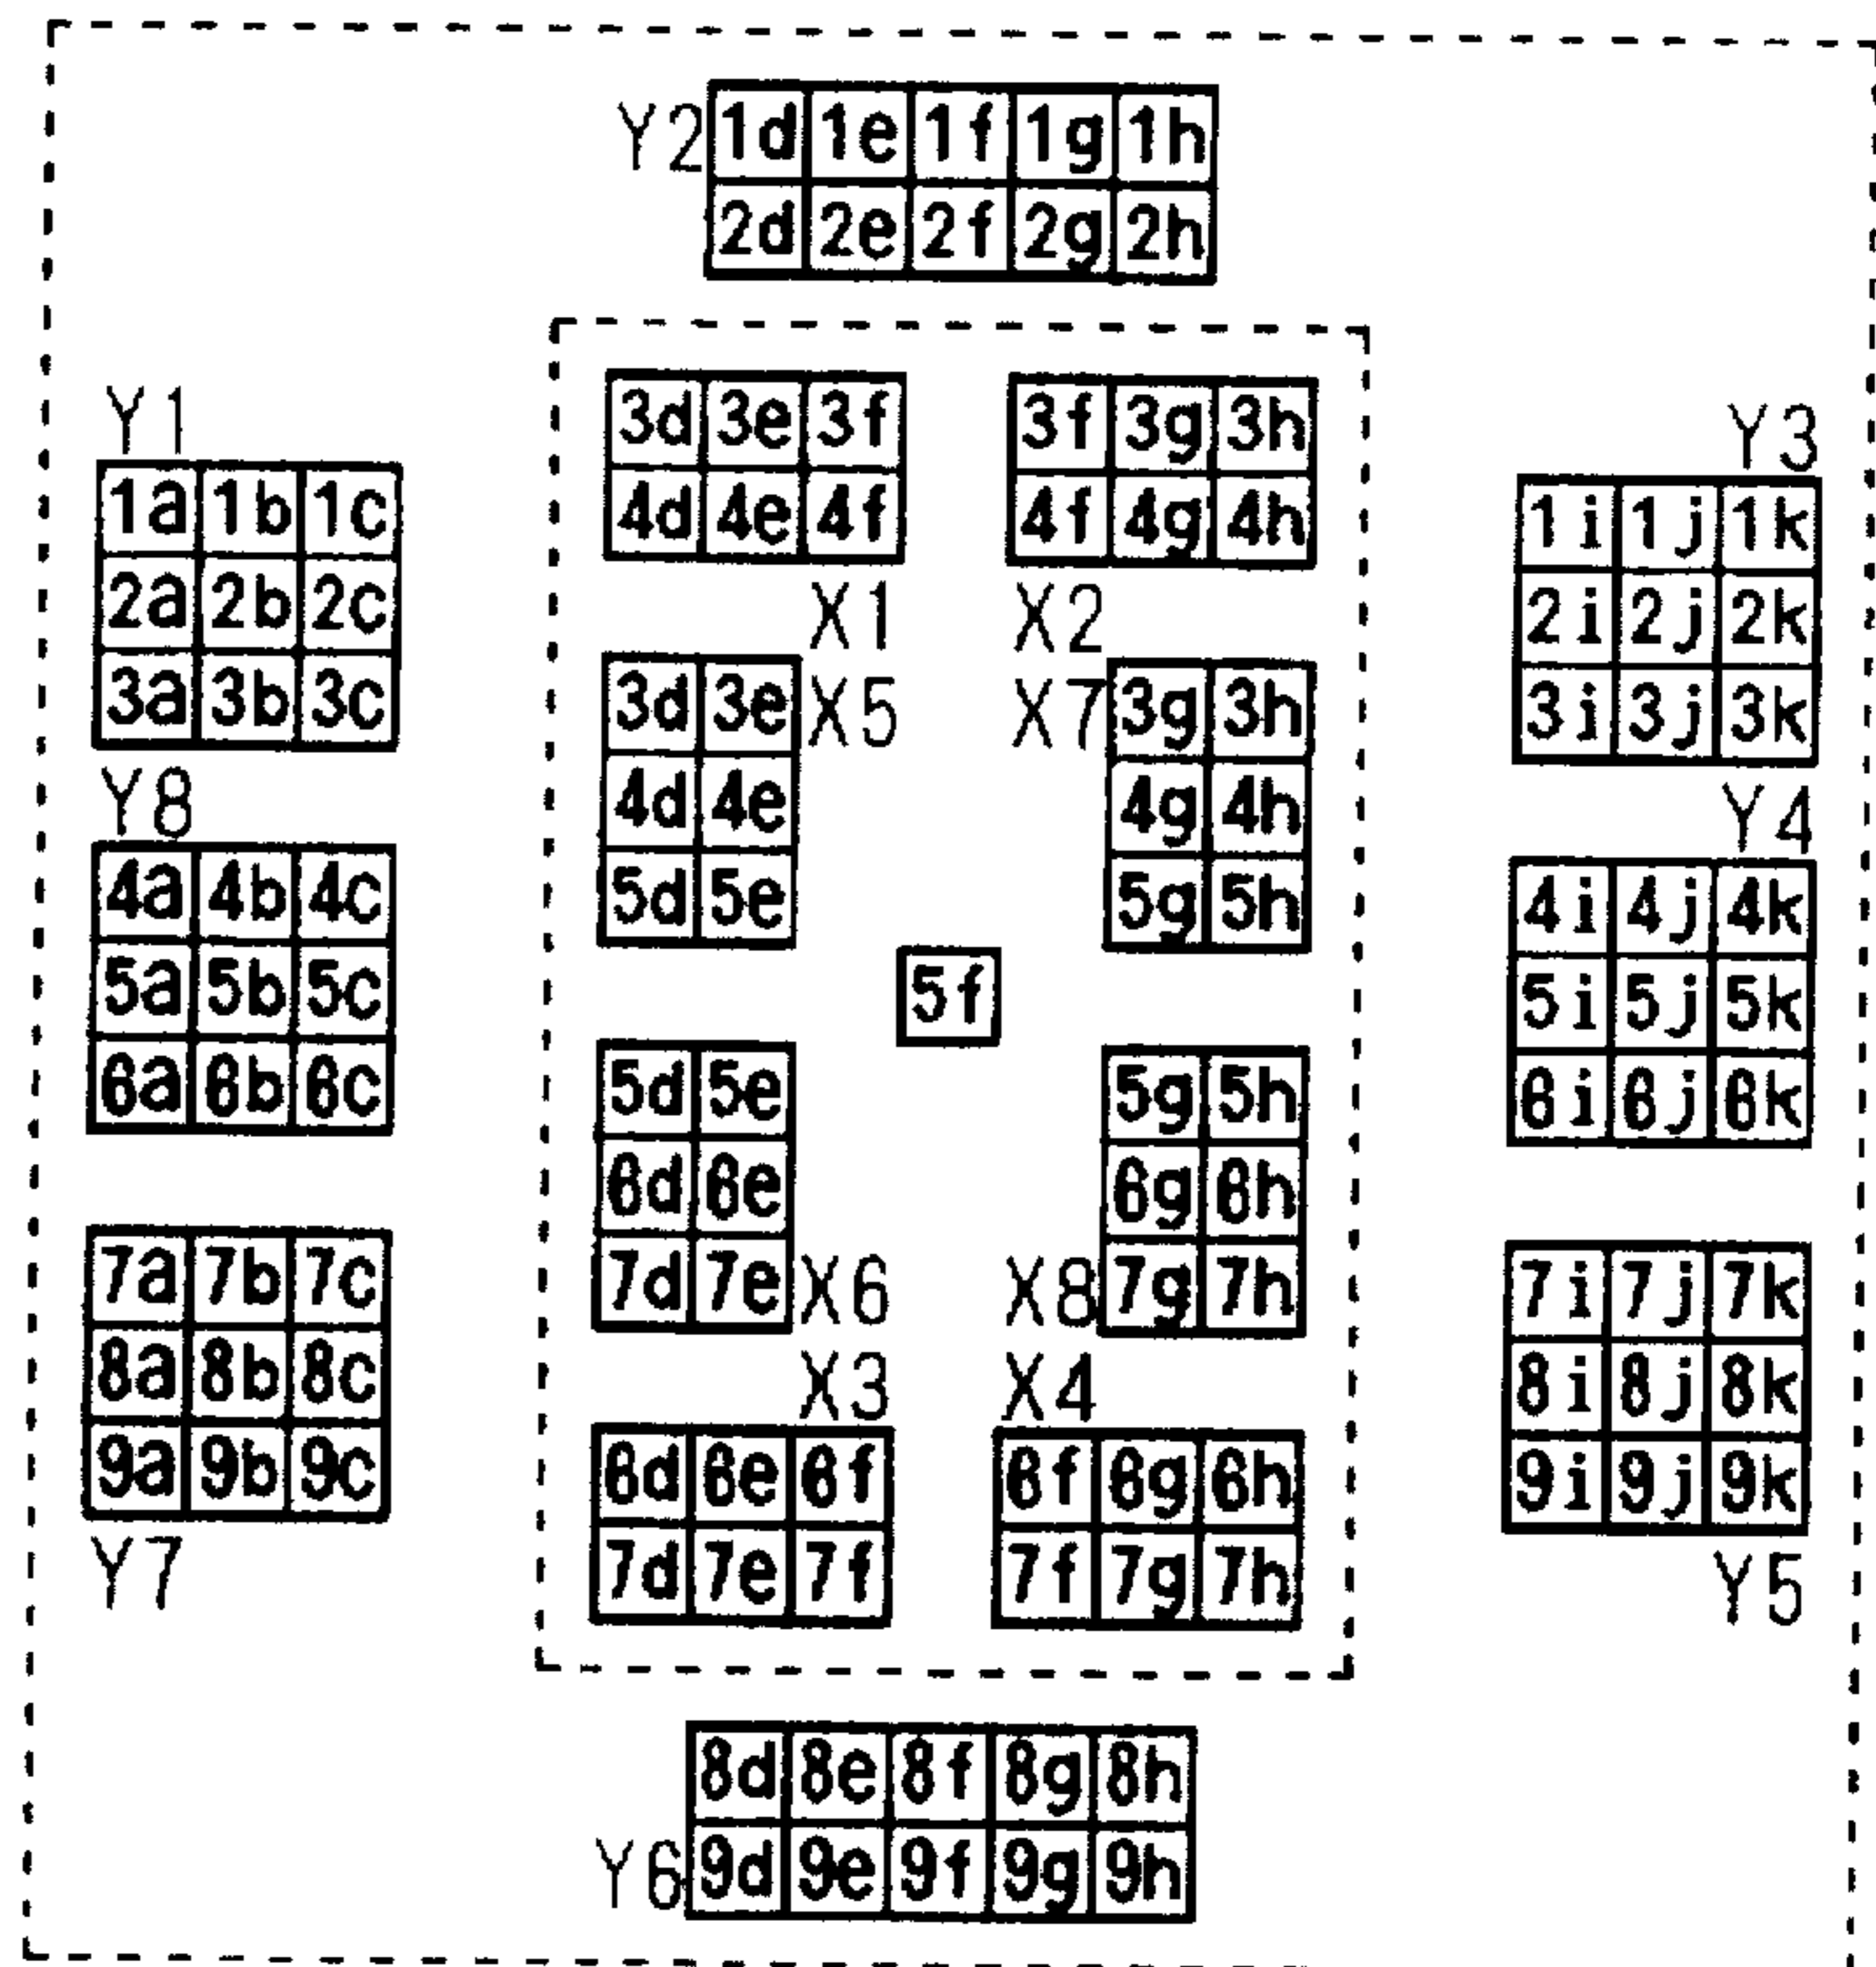 Y2 1d 1e 1f 1g 1h
2d 2e 2f 2g 2h
Y1
1a 1b 1c
2a 2b 2c
3a 3b 3c
Y8
4a 4b 4c
5a 5b 5c
6a 6b 6c
7a 7b 7c
8a 8b 8c
9a 9b 9c
Y7
3d 3e 3f
4d 4e 4f
X1
3f 3g 3h
4f 4g 4h
X2
3d 3e X5
4d 4e
5d 5e
X7 3g 3h
4g 4h
5g 5h
5f
5d 5e
6d 6e
7d 7e X6
5g 5h
6g 6h
X8 7g 7h
X3
6d 6e 6f
7d 7e 7f
X4
6f 6g 6h
7f 7g 7h
Y3
1i 1j 1k
2i 2j 2k
3i 3j 3k
Y4
4i 4j 4k
5i 5j 5k
6i 6j 6k
7i 7j 7k
8i 8j 8k
9i 9j 9k
Y5
8d 8e 8f 8g 8h
Y6 9d 9e 9f 9g 9h